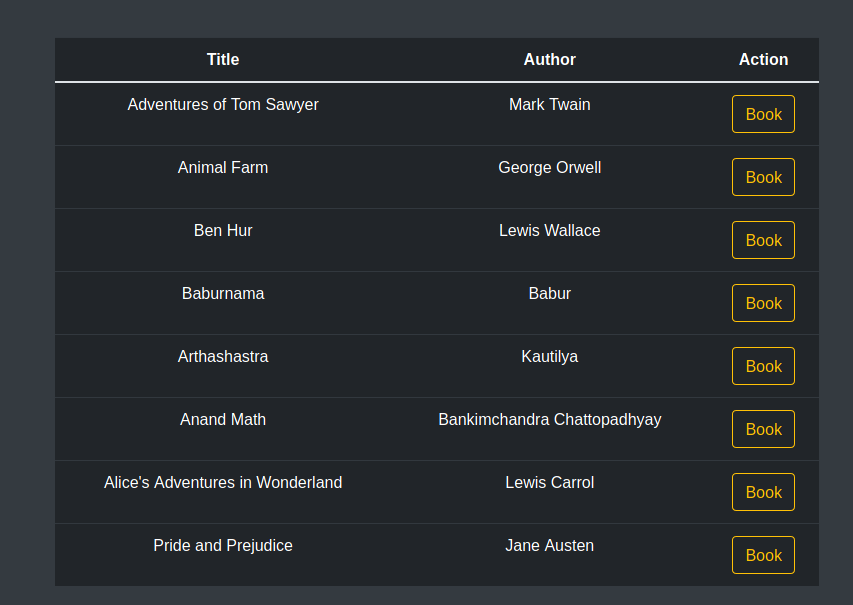 Title Author Action
Adventures of Tom Sawyer Mark Twain Book
Animal Farm George Orwell Book
Ben Hur Lewis Wallace Book
Baburnama Babur Book
Arthashastra Kautilya Book
Anand Math Bankimchandra Chattopadhyay Book
Alice's Adventures in Wonderland Lewis Carrol Book
Pride and Prejudice Jane Austen Book